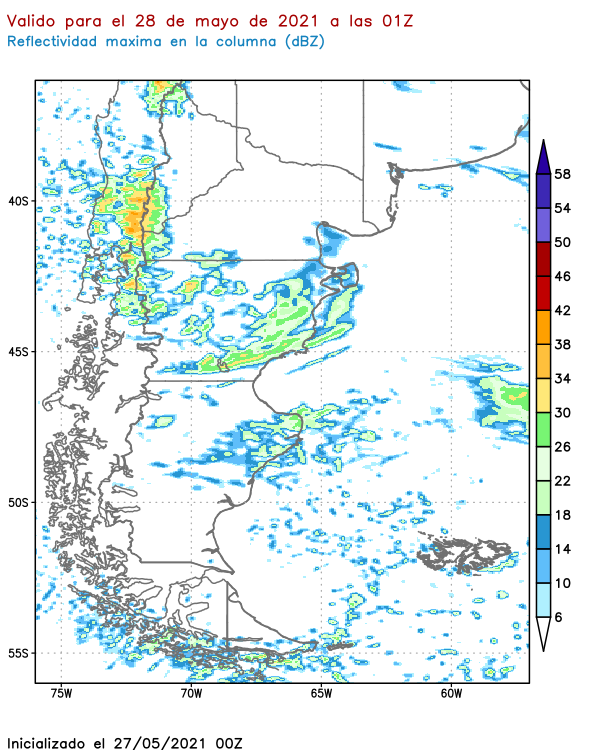 Valido para el 28 de mayo de 2021 a las 01Z
Reflectividad maxima en la columna (dBZ)
58
54
50
46
42
38
34
30
26
22
18
14
10
6
40S
45S
50S
55S
75W
70W
65W
60W
Inicializado el 27/05/2021 00Z